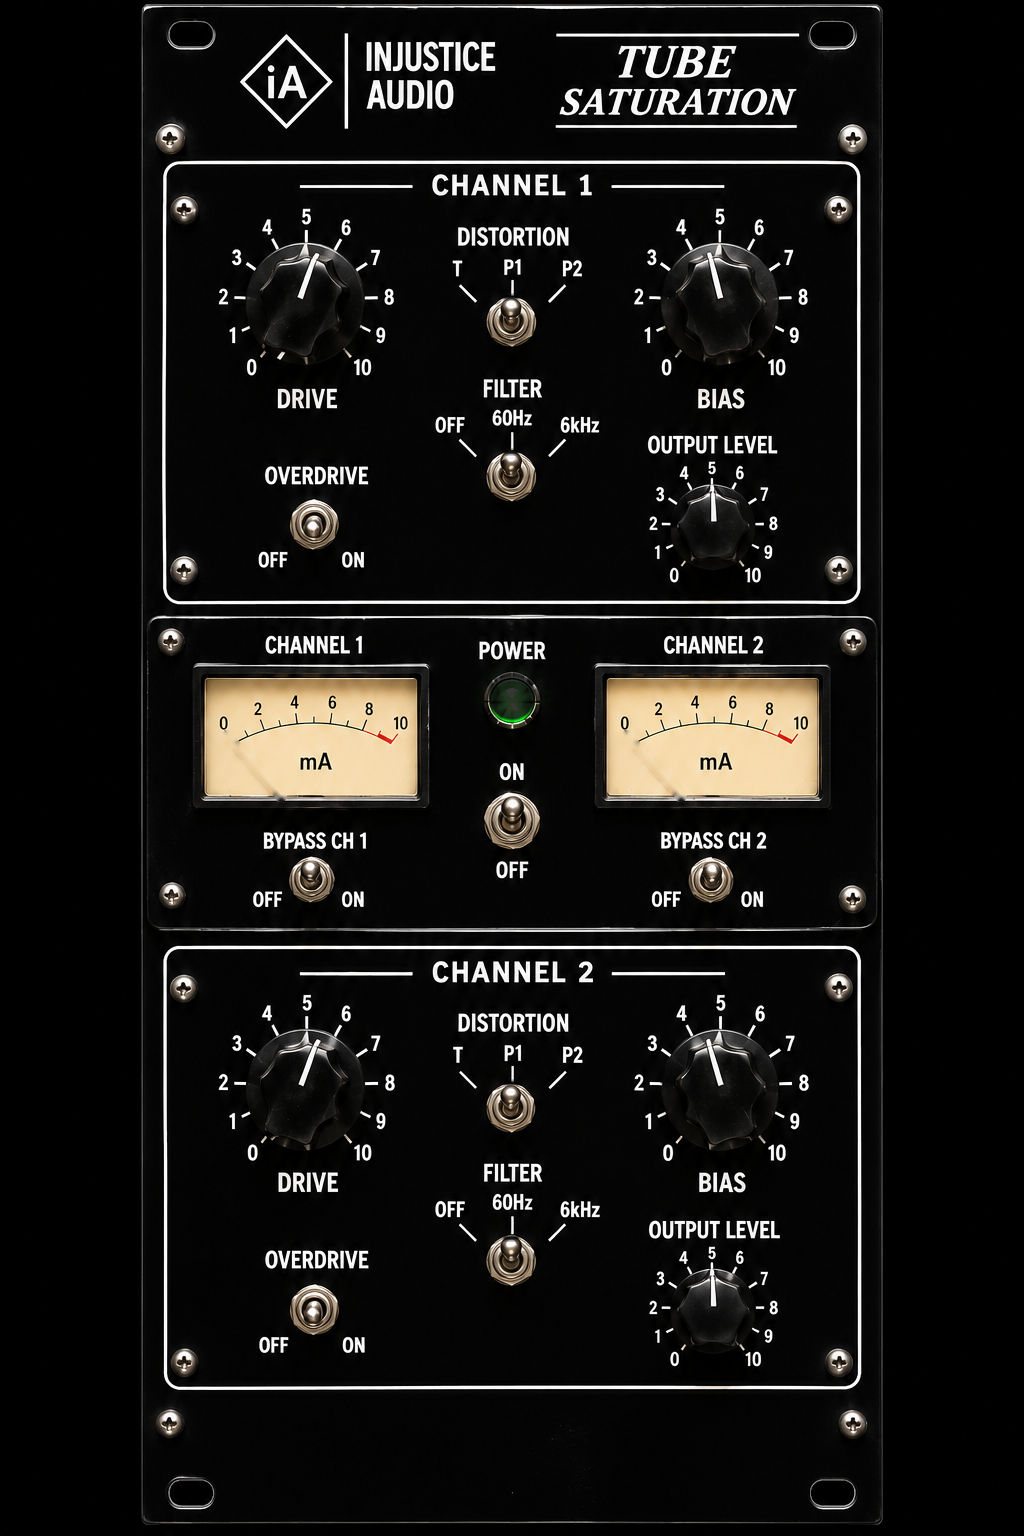 iA
INJUSTICE
AUDIO
TUBE
SATURATION
CHANNEL 1
0 1 2 3 4 5 6 7 8 9 10
DRIVE
DISTORTION
T P1 P2
0 1 2 3 4 5 6 7 8 9 10
BIAS
FILTER
OFF 60Hz 6kHz
OVERDRIVE
OFF ON
OUTPUT LEVEL
0 1 2 3 4 5 6 7 8 9 10
CHANNEL 1
0 2 4 6 8 10
mA
BYPASS CH 1
OFF ON
POWER
ON
OFF
CHANNEL 2
0 2 4 6 8 10
mA
BYPASS CH 2
OFF ON
CHANNEL 2
0 1 2 3 4 5 6 7 8 9 10
DRIVE
DISTORTION
T P1 P2
0 1 2 3 4 5 6 7 8 9 10
BIAS
FILTER
OFF 60Hz 6kHz
OVERDRIVE
OFF ON
OUTPUT LEVEL
0 1 2 3 4 5 6 7 8 9 10